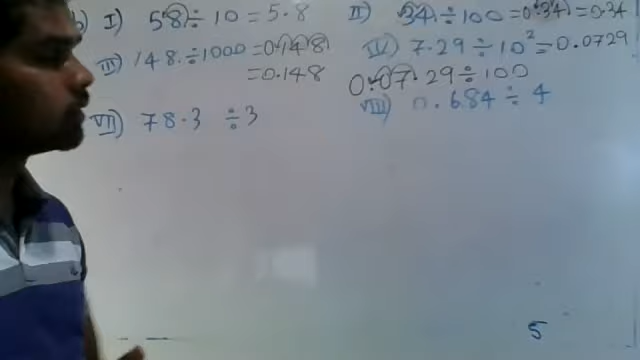 b) I) 58 ÷ 10 = 5.8 II) 34 ÷ 100 = 0.34 = 0.34
III) 148. ÷ 1000 = 0.148 IV) 7.29 ÷ 10² = 0.0729
= 0.148 0.07.29 ÷ 100
VII) 78.3 ÷ 3 VIII) 0.684 ÷ 4
5